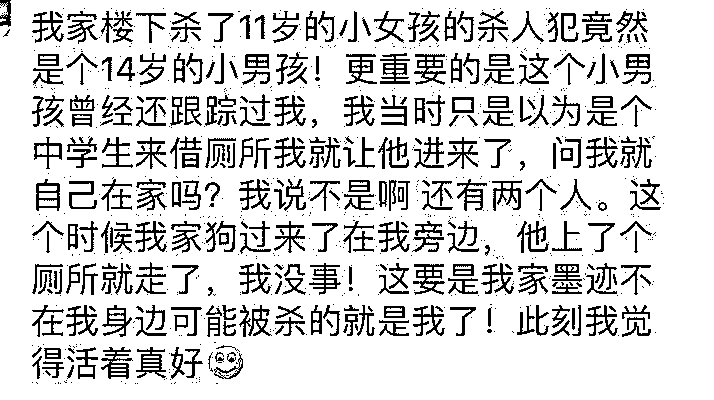 我家楼下杀了11岁的小女孩的杀人犯竟然
是个14岁的小男孩！更重要的是这个小男
孩曾经还跟踪过我，我当时只是以为是个
中学生来借厕所我就让他进来了，问我就
自己在家吗？我说不是啊 还有两个人。这
个时候我家狗过来了在我旁边，他上了个
厕所就走了，我没事！这要是我家墨迹不
在我身边可能被杀的就是我了！此刻我觉
得活着真好